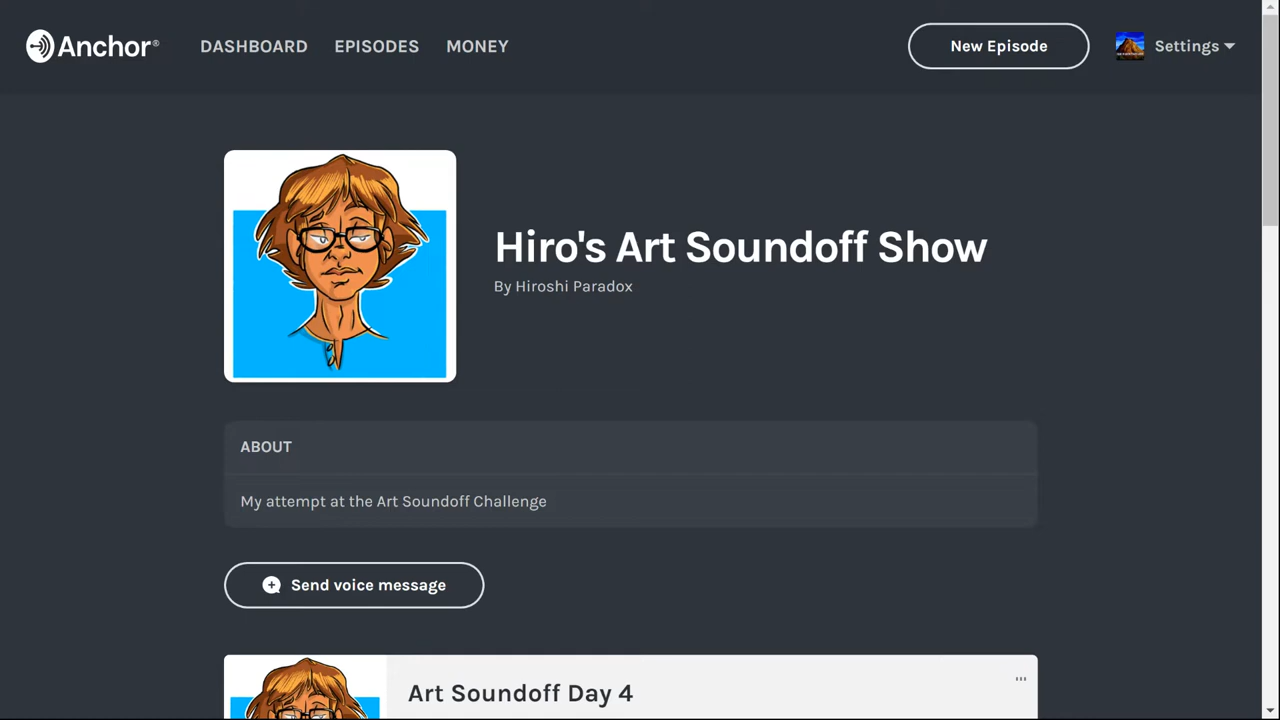 Anchor®
DASHBOARD EPISODES MONEY
New Episode
Settings
Hiro's Art Soundoff Show
By Hiroshi Paradox
ABOUT
My attempt at the Art Soundoff Challenge
Send voice message
Art Soundoff Day 4